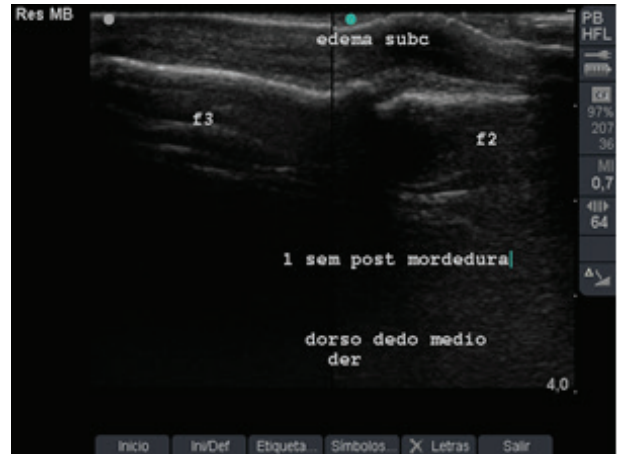 Res MB
PB
HFL
edema subc
97%
207
36
MI
0,7
64
f3
f2
1 sem post mordedura
dorso dedo medio
der
4,0
Inicio
Ini/Def
Etiqueta...
Símbolos...
X Letras
Salir